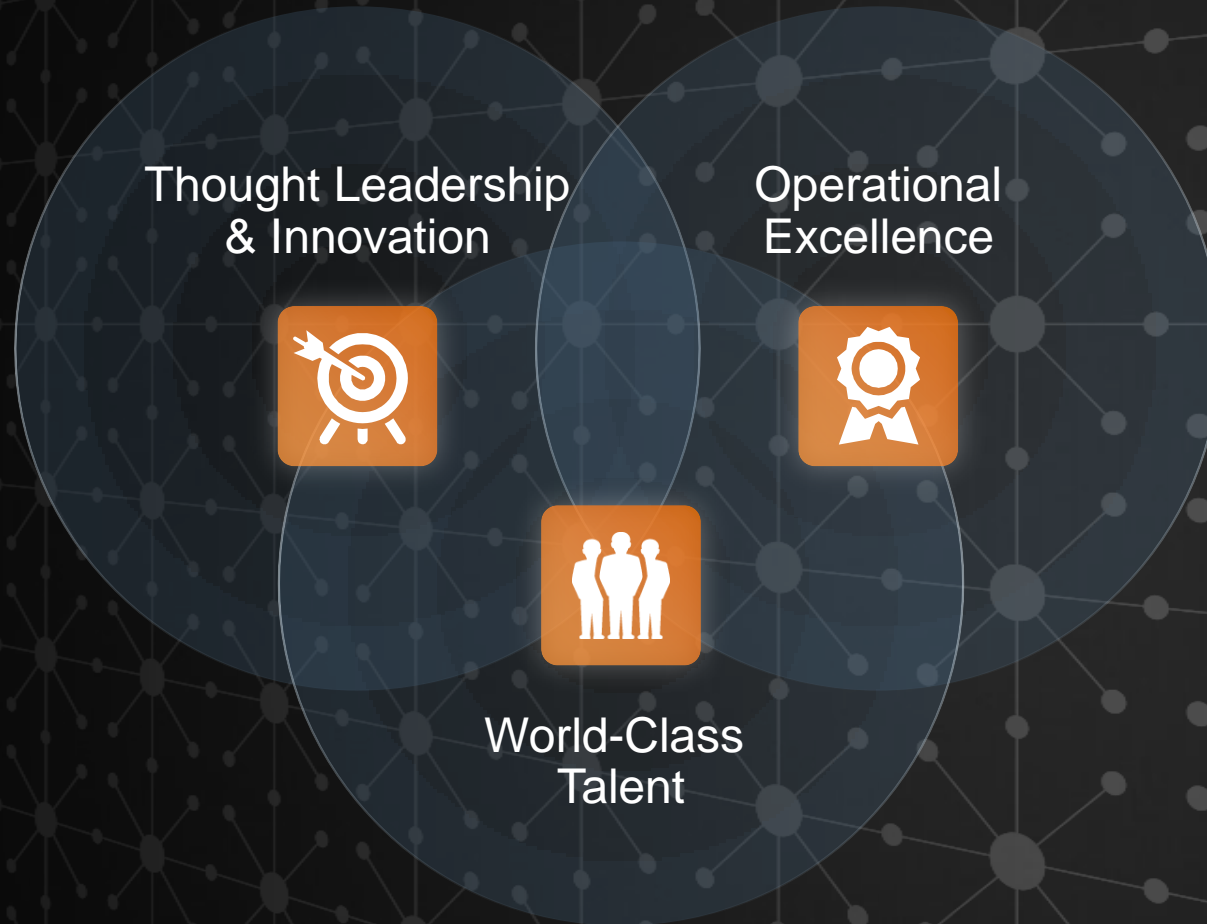 Thought Leadership
& Innovation
Operational
Excellence
World-Class
Talent